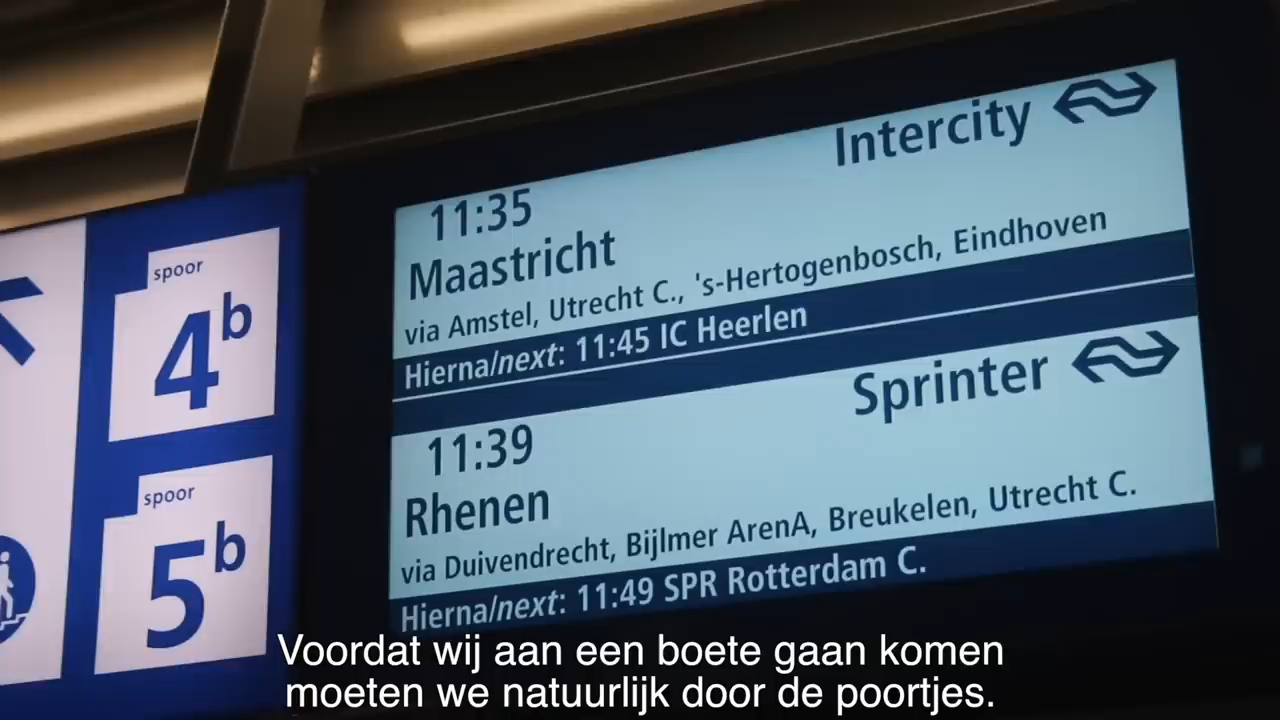 spoor
4b
spoor
5b
Intercity
11:35
Maastricht
via Amstel, Utrecht C., 's-Hertogenbosch, Eindhoven
Hierna/next: 11:45 IC Heerlen
Sprinter
11:39
Rhenen
via Duivendrecht, Bijlmer ArenA, Breukelen, Utrecht C.
Hierna/next: 11:49 SPR Rotterdam C.
Voordat wij aan een boete gaan komen
moeten we natuurlijk door de poortjes.